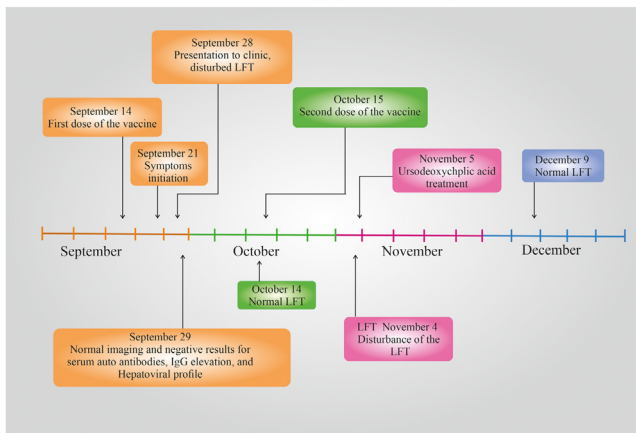 September 28
Presentation to clinic,
disturbed LFT
September 14
First dose of the vaccine
October 15
Second dose of the vaccine
September 21
Symptoms
initiation
November 5
Ursodeoxychplic acid
treatment
December 9
Normal LFT
September
October
November
December
October 14
Normal LFT
September 29
Normal imaging and negative results for
serum auto antibodies, IgG elevation, and
Hepatoviral profile
LFT November 4
Disturbance of the
LFT